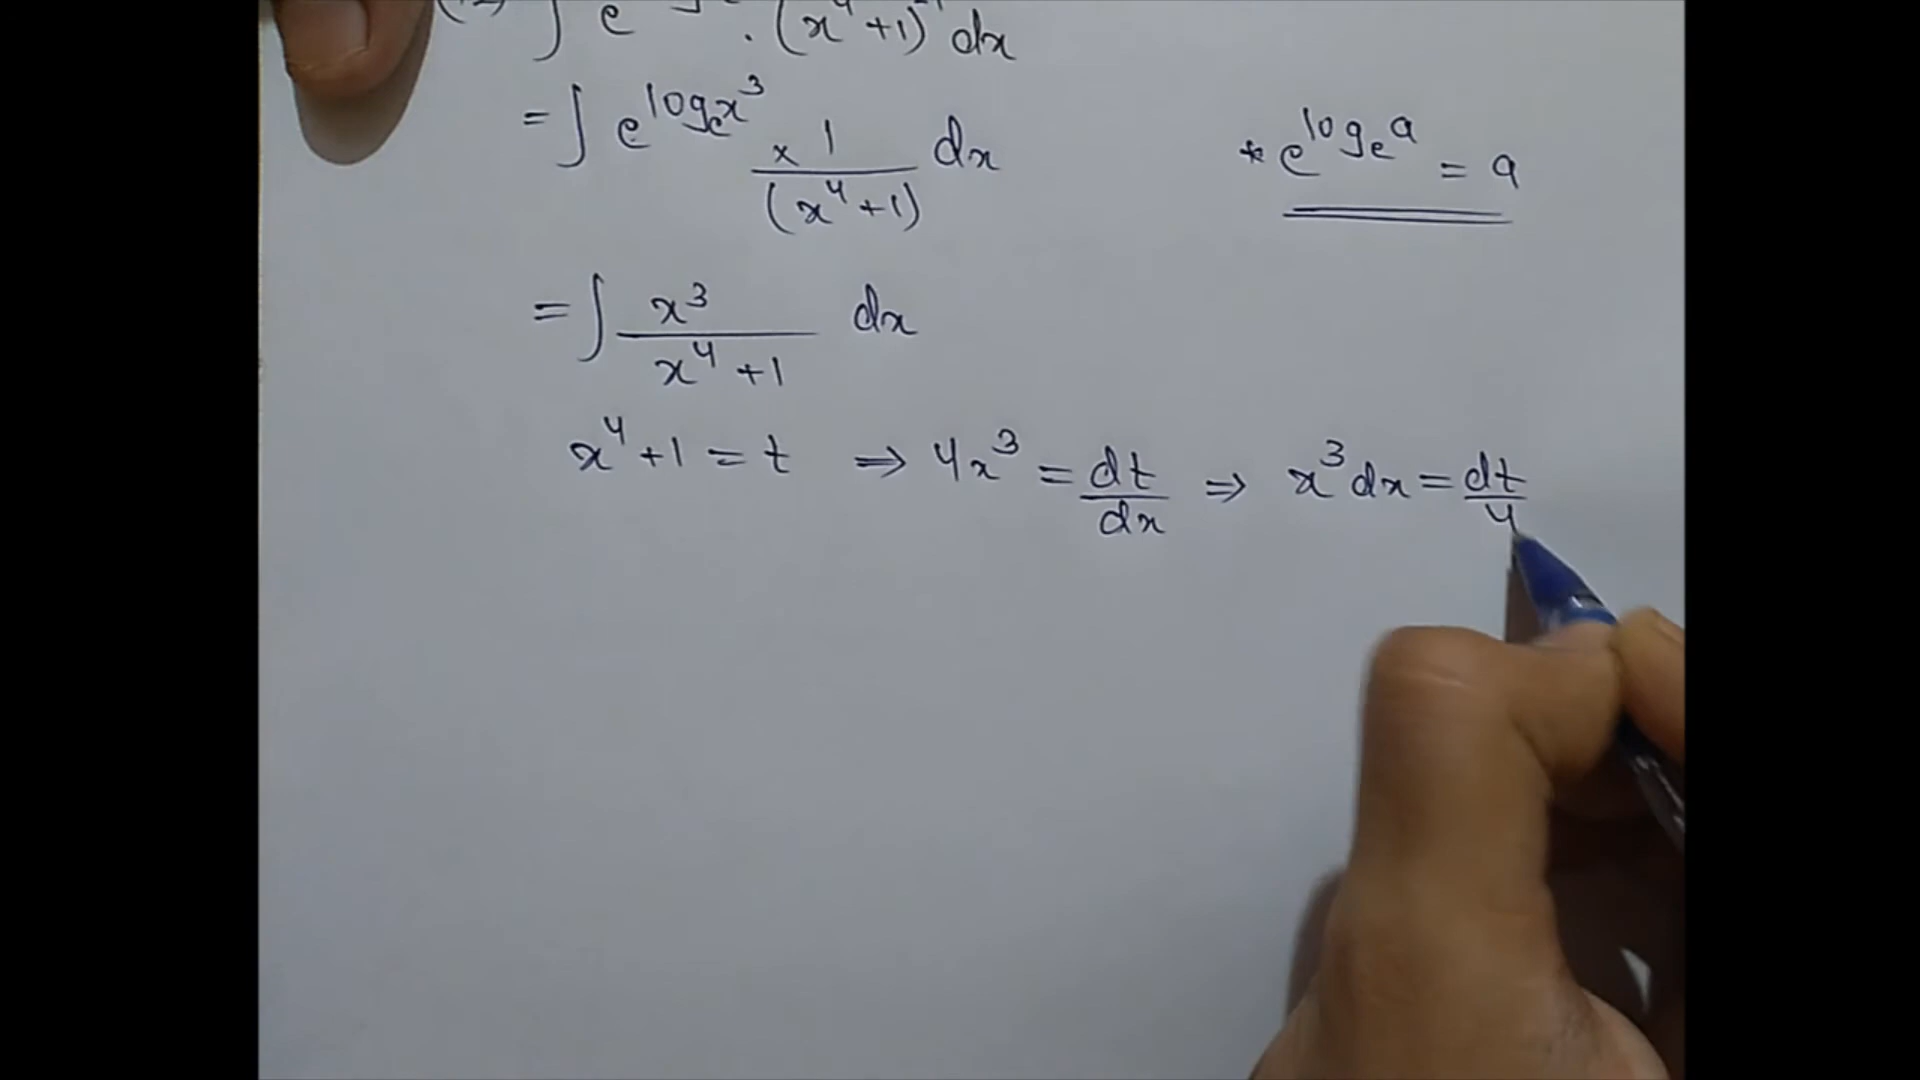 ∫ e . (x⁴+1)⁻¹ dx
= ∫ e^{log_e x³} × 1/(x⁴+1) dx
* e^{log_e a} = a
= ∫ x³/(x⁴+1) dx
x⁴+1 = t ⇒ 4x³ = dt/dx ⇒ x³dx = dt/4